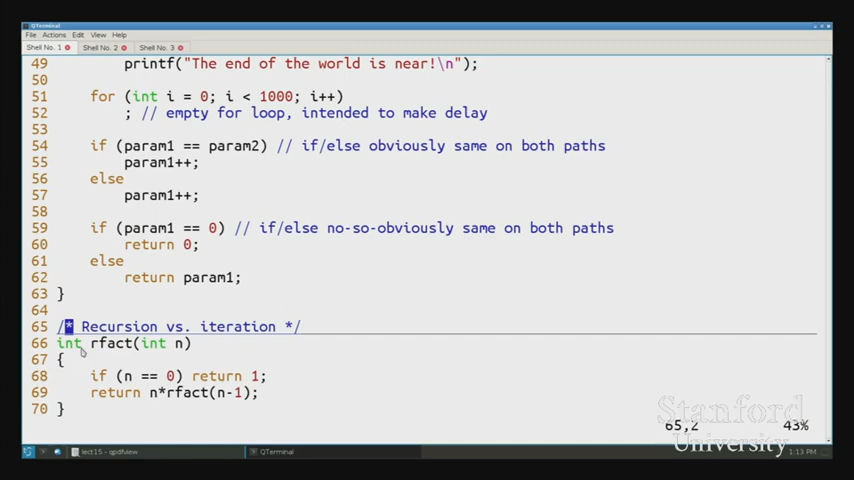 QTerminal
File Actions Edit View Help
Shell No. 1 Shell No. 2 Shell No. 3
49 printf("The end of the world is near!\n");
50
51 for (int i = 0; i < 1000; i++)
52 ; // empty for loop, intended to make delay
53
54 if (param1 == param2) // if/else obviously same on both paths
55 param1++;
56 else
57 param1++;
58
59 if (param1 == 0) // if/else no-so-obviously same on both paths
60 return 0;
61 else
62 return param1;
63 }
64
65 /* Recursion vs. iteration */
66 int rfact(int n)
67 {
68 if (n == 0) return 1;
69 return n*rfact(n-1);
70 }
65,2 43%
Stanford
University
lect15 - qpdfview QTerminal 1:13 PM